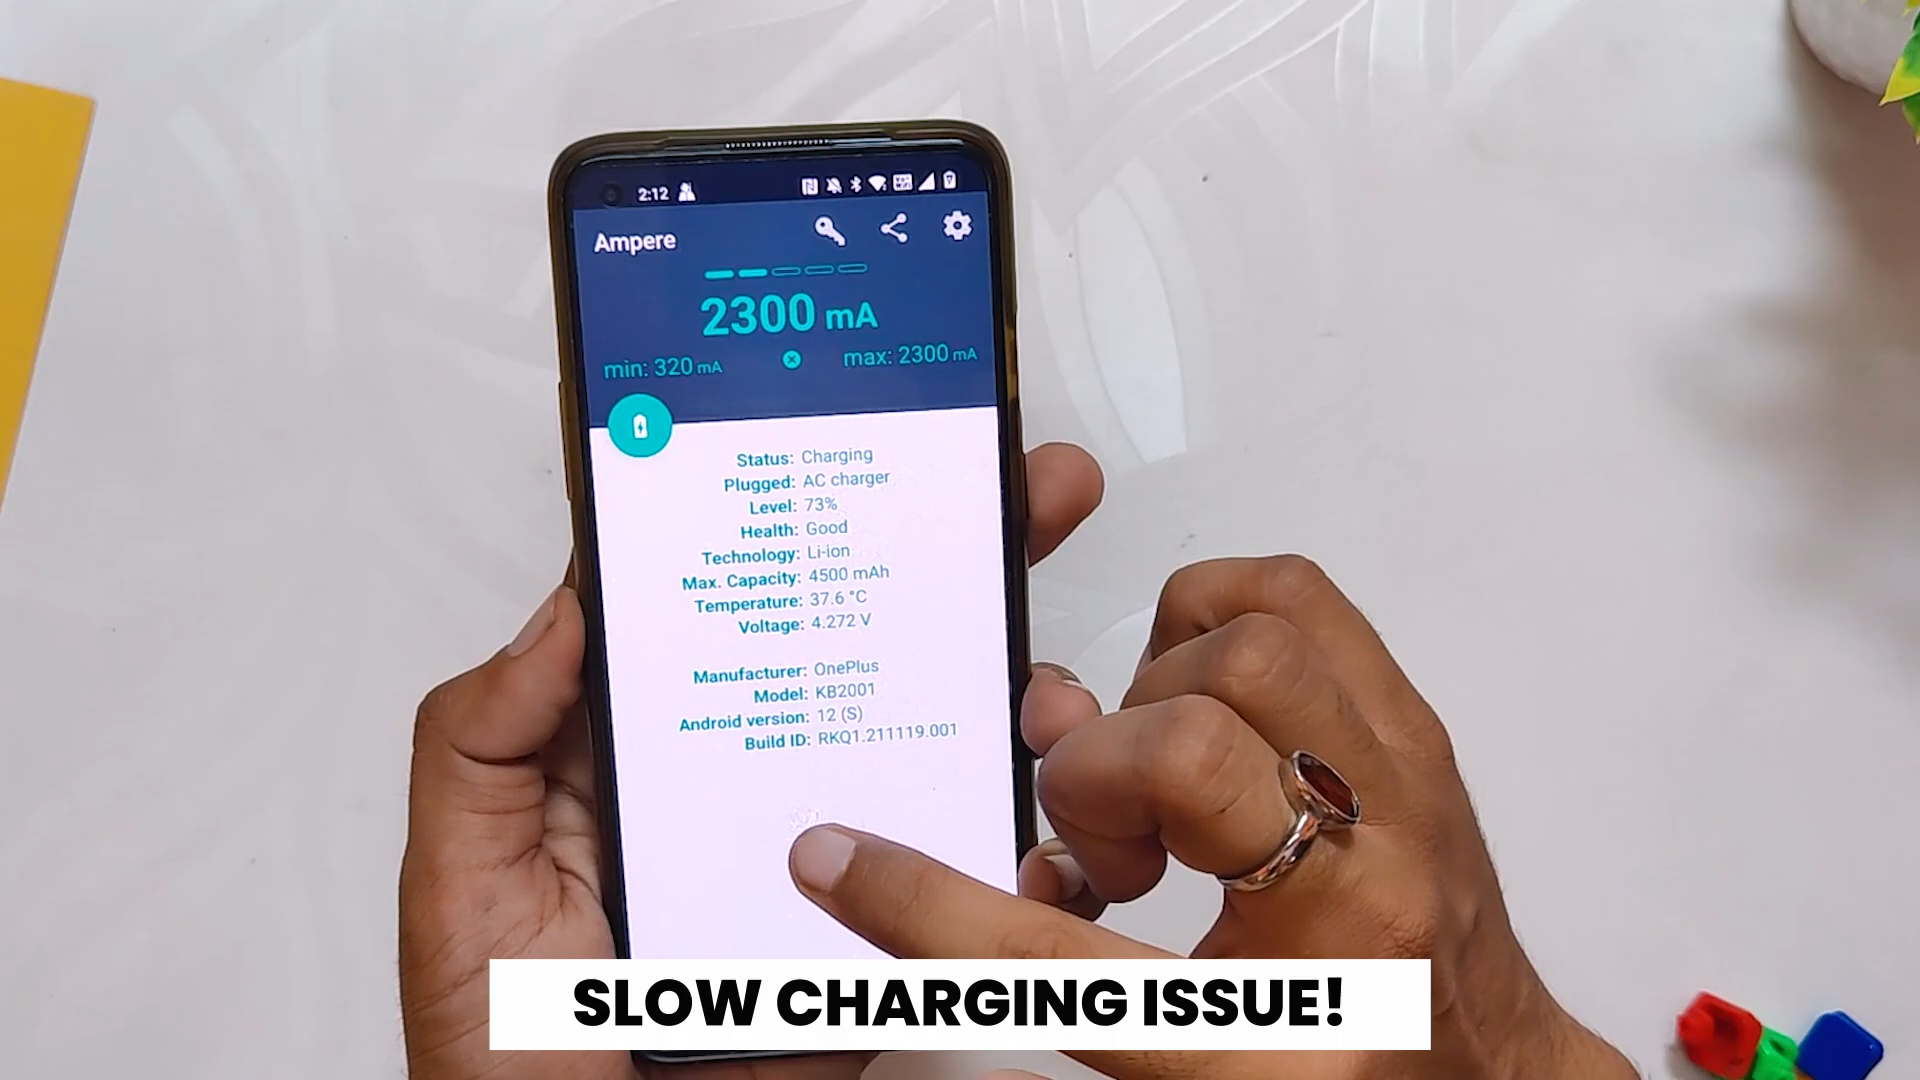 2:12
Ampere
2300 mA
min: 320 mA
max: 2300 mA
Status: Charging
Plugged: AC charger
Level: 73%
Health: Good
Technology: Li-ion
Max. Capacity: 4500 mAh
Temperature: 37.6 °C
Voltage: 4.272 V
Manufacturer: OnePlus
Model: KB2001
Android version: 12 (S)
Build ID: RKQ1.211119.001
SLOW CHARGING ISSUE!